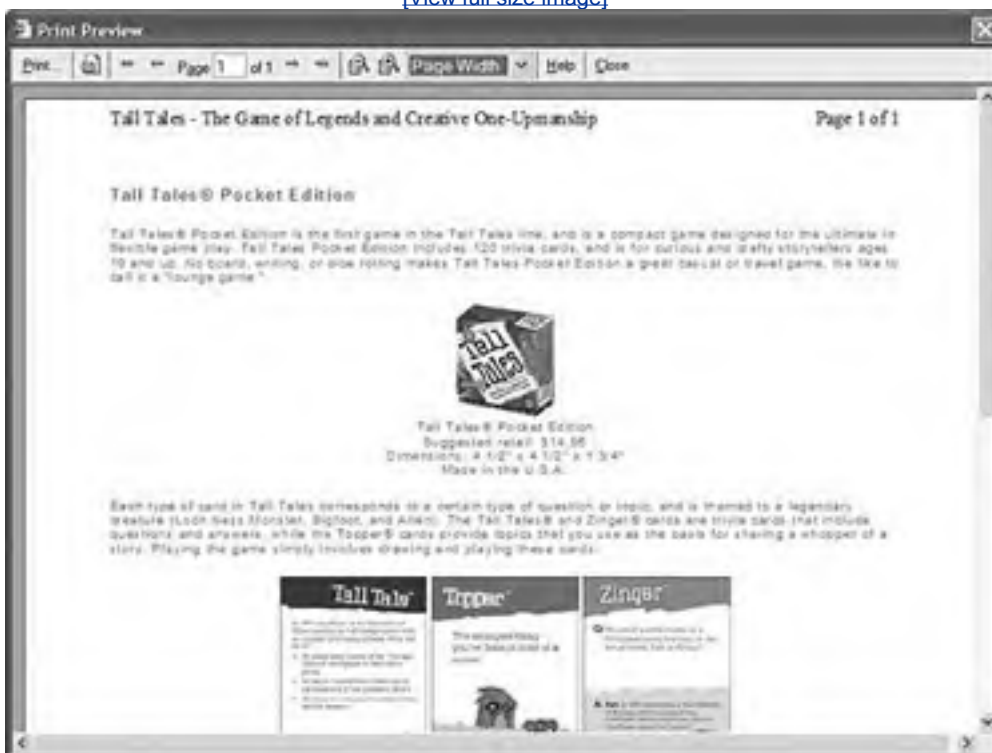 [View full size image]
Print Preview
Print... Page 1 of 1 Page Width Help Close
Tall Tales - The Game of Legends and Creative One-Upmanship Page 1 of 1
Tall Tales® Pocket Edition
Tall Tales® Pocket Edition is the first game in the Tall Tales line, and is a compact game designed for the ultimate in
flexible game play. Tall Tales Pocket Edition includes 120 trivia cards, and is for curious and crafty storytellers ages
10 and up. No board, writing, or dice rolling makes Tall Tales Pocket Edition a great casual or travel game. We like to
call it a "lounge game."
Tall Tales
Tall Tales® Pocket Edition
Suggested retail: $14.95
Dimensions: 4 1/2" x 4 1/2" x 1 3/4"
Made in the U.S.A.
Each type of card in Tall Tales corresponds to a certain type of question or topic, and is themed to a legendary
creature (Loch Ness Monster, Bigfoot, and Alien). The Tall Tales® and Zinger® cards are trivia cards that include
questions and answers, while the Topper® cards provide topics that you use as the basis for sharing a whopper of a
story. Playing the game simply involves drawing and playing these cards.
Tall Tale Topper Zinger